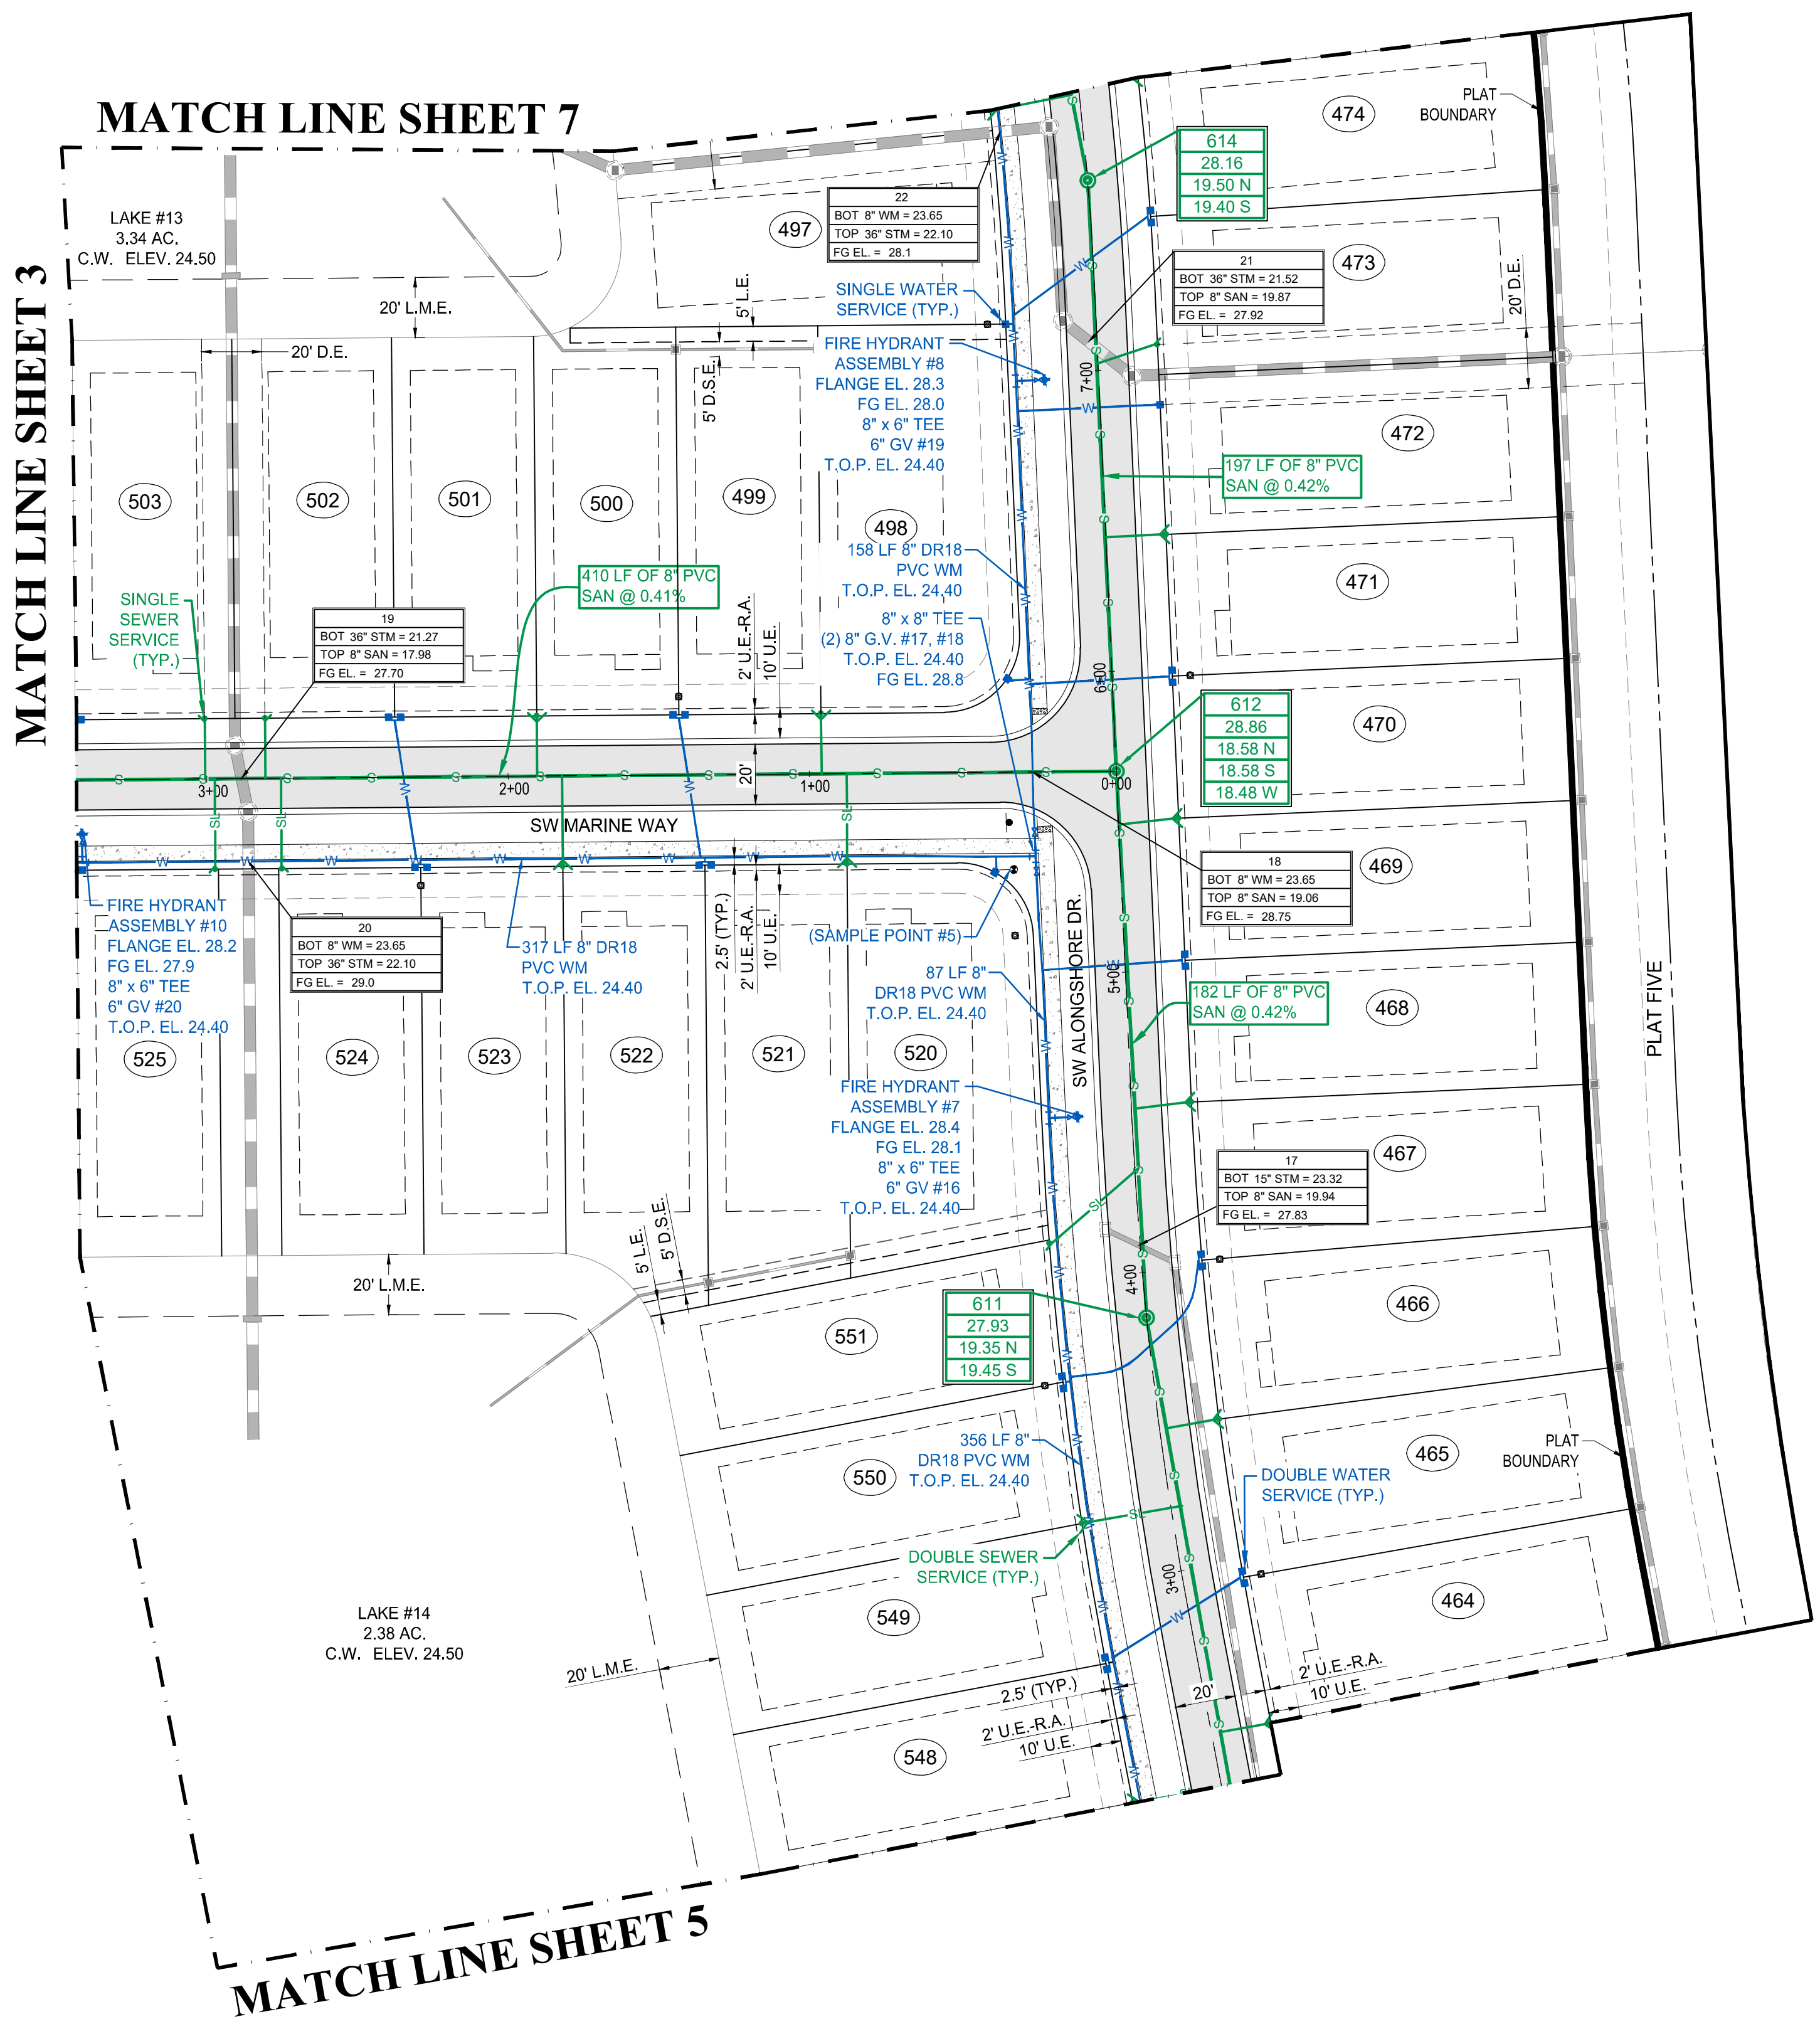 MATCH LINE SHEET 7
MATCH LINE SHEET 3
MATCH LINE SHEET 5
LAKE #13
3.34 AC.
C.W. ELEV. 24.50
20' L.M.E.
20' D.E.
5' L.E.
5' D.S.E.
497
22
BOT 8" WM = 23.65
TOP 36" STM = 22.10
FG EL. = 28.1
SINGLE WATER
SERVICE (TYP.)
FIRE HYDRANT
ASSEMBLY #8
FLANGE EL. 28.3
FG EL. 28.0
8" x 6" TEE
6" GV #19
T.O.P. EL. 24.40
614
28.16
19.50 N
19.40 S
474
PLAT
BOUNDARY
21
BOT 36" STM = 21.52
TOP 8" SAN = 19.87
FG EL. = 27.92
473
20' D.E.
7+00
472
197 LF OF 8" PVC
SAN @ 0.42%
503
502
501
500
499
498
158 LF 8" DR18
PVC WM
T.O.P. EL. 24.40
8" x 8" TEE
(2) 8" G.V. #17, #18
T.O.P. EL. 24.40
FG EL. 28.8
471
410 LF OF 8" PVC
SAN @ 0.41%
SINGLE
SEWER
SERVICE
(TYP.)
19
BOT 36" STM = 21.27
TOP 8" SAN = 17.98
FG EL. = 27.70
2' U.E.-R.A.
10' U.E.
6+00
612
28.86
18.58 N
18.58 S
18.48 W
470
20'
3+00
2+00
1+00
0+00
SW MARINE WAY
18
BOT 8" WM = 23.65
TOP 8" SAN = 19.06
FG EL. = 28.75
469
FIRE HYDRANT
ASSEMBLY #10
FLANGE EL. 28.2
FG EL. 27.9
8" x 6" TEE
6" GV #20
T.O.P. EL. 24.40
20
BOT 8" WM = 23.65
TOP 36" STM = 22.10
FG EL. = 29.0
317 LF 8" DR18
PVC WM
T.O.P. EL. 24.40
2.5' (TYP.)
2' U.E.-R.A.
10' U.E.
(SAMPLE POINT #5)
87 LF 8"
DR18 PVC WM
T.O.P. EL. 24.40
SW ALONGSHORE DR.
5+00
182 LF OF 8" PVC
SAN @ 0.42%
468
PLAT FIVE
525
524
523
522
521
520
FIRE HYDRANT
ASSEMBLY #7
FLANGE EL. 28.4
FG EL. 28.1
8" x 6" TEE
6" GV #16
T.O.P. EL. 24.40
467
17
BOT 15" STM = 23.32
TOP 8" SAN = 19.94
FG EL. = 27.83
5' L.E.
5' D.S.E.
20' L.M.E.
4+00
611
27.93
19.35 N
19.45 S
551
466
356 LF 8"
DR18 PVC WM
T.O.P. EL. 24.40
550
465
PLAT
BOUNDARY
DOUBLE WATER
SERVICE (TYP.)
DOUBLE SEWER
SERVICE (TYP.)
3+00
549
464
LAKE #14
2.38 AC.
C.W. ELEV. 24.50
20' L.M.E.
2.5' (TYP.)
2' U.E.-R.A.
10' U.E.
20'
2' U.E.-R.A.
10' U.E.
548